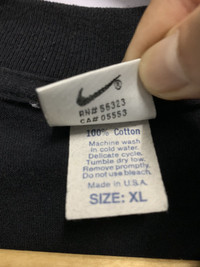 ®
RN# 56323
CA# 05553
100% Cotton
Machine wash
in cold water.
Delicate cycle.
Tumble dry low.
Remove promptly.
Do not use bleach.
Made in U.S.A.
SIZE: XL